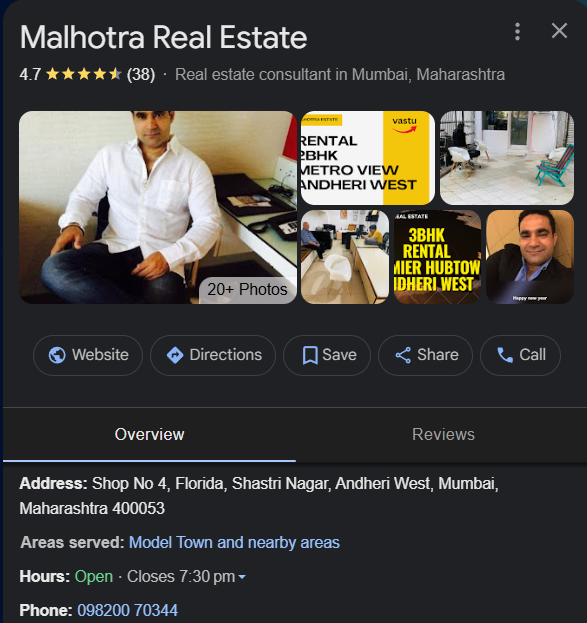 Malhotra Real Estate
4.7 (38) · Real estate consultant in Mumbai, Maharashtra
vastu
RENTAL
2BHK
METRO VIEW
ANDHERI WEST
20+ Photos
REAL ESTATE
3BHK
RENTAL
MIER HUBTOW
NDHERI WEST
Happy new year
Website
Directions
Save
Share
Call
Overview
Reviews
Address: Shop No 4, Florida, Shastri Nagar, Andheri West, Mumbai,
Maharashtra 400053
Areas served: Model Town and nearby areas
Hours: Open · Closes 7:30 pm
Phone: 098200 70344